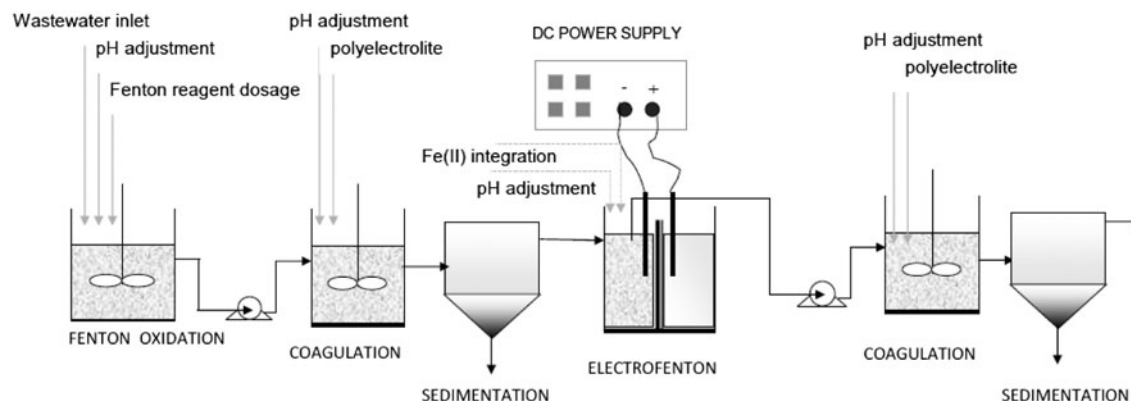 Wastewater inlet
pH adjustment
Fenton reagent dosage
pH adjustment
polyelectrolite
DC POWER SUPPLY
- +
Fe(II) integration
pH adjustment
pH adjustment
polyelectrolite
FENTON OXIDATION
COAGULATION
SEDIMENTATION
ELECTROFENTON
COAGULATION
SEDIMENTATION